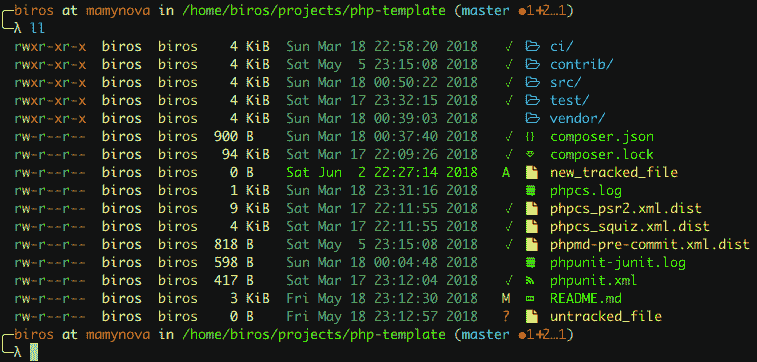 biros at mamynova in /home/biros/projects/php-template (master ●1+2…1)
λ ll
rwxr-xr-x biros biros 4 KiB Sun Mar 18 22:58:20 2018 ✓ ci/
rwxr-xr-x biros biros 4 KiB Sat May 5 23:15:08 2018 ✓ contrib/
rwxr-xr-x biros biros 4 KiB Sun Mar 18 00:50:22 2018 ✓ src/
rwxr-xr-x biros biros 4 KiB Sat Mar 17 23:32:15 2018 ✓ test/
rwxr-xr-x biros biros 4 KiB Sun Mar 18 00:39:03 2018 vendor/
rw-r--r-- biros biros 900 B Sun Mar 18 00:37:40 2018 ✓ {} composer.json
rw-r--r-- biros biros 94 KiB Sat Mar 17 22:09:26 2018 ✓ composer.lock
rw-r--r-- biros biros 0 B Sat Jun 2 22:27:14 2018 A new_tracked_file
rw-r--r-- biros biros 1 KiB Sun Mar 18 23:31:16 2018 phpcs.log
rw-r--r-- biros biros 9 KiB Sat Mar 17 22:11:55 2018 ✓ phpcs_psr2.xml.dist
rw-r--r-- biros biros 4 KiB Sat Mar 17 22:11:55 2018 ✓ phpcs_squiz.xml.dist
rw-r--r-- biros biros 818 B Sat May 5 23:15:08 2018 ✓ phpmd-pre-commit.xml.dist
rw-r--r-- biros biros 598 B Sun Mar 18 00:04:48 2018 phpunit-junit.log
rw-r--r-- biros biros 417 B Sat Mar 17 23:12:04 2018 ✓ phpunit.xml
rw-r--r-- biros biros 3 KiB Fri May 18 23:12:30 2018 M README.md
rw-r--r-- biros biros 0 B Fri May 18 23:12:57 2018 ? untracked_file
biros at mamynova in /home/biros/projects/php-template (master ●1+2…1)
λ